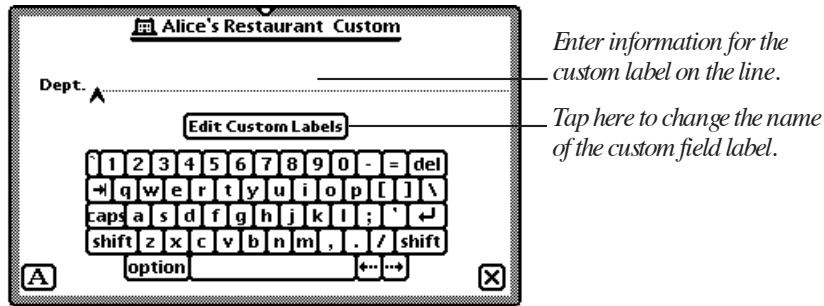 Alice's Restaurant Custom
Enter information for the
custom label on the line.
Dept.
Tap here to change the name
of the custom field label.
Edit Custom Labels
` 1 2 3 4 5 6 7 8 9 0 - = del
q w e r t y u i o p [ ] \
caps a s d f g h j k l ; '
shift z x c v b n m , . / shift
option
A